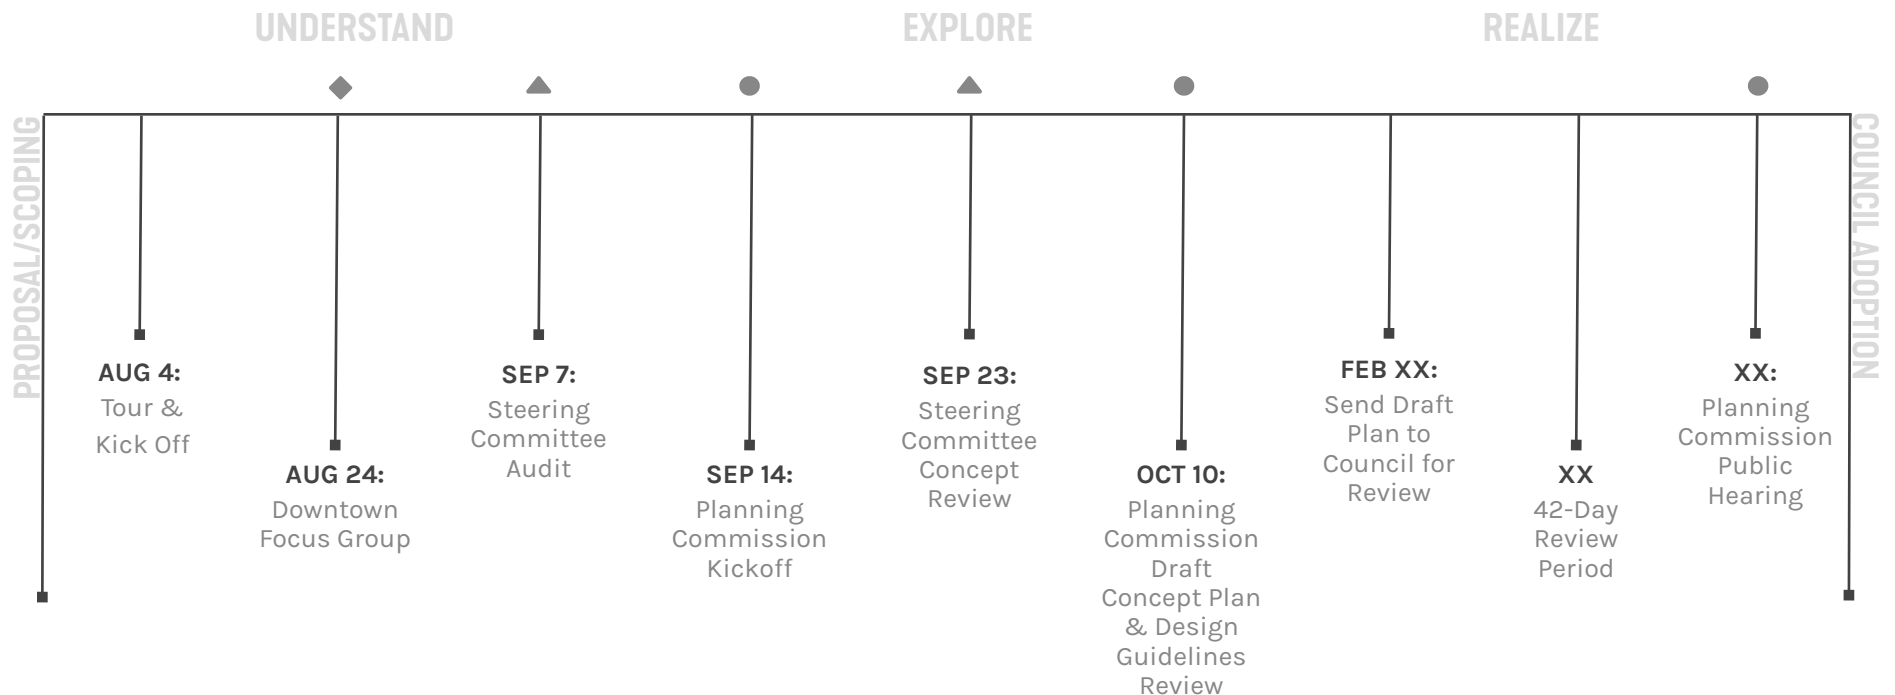 UNDERSTAND
EXPLORE
REALIZE
PROPOSAL/SCOPING
AUG 4:
Tour &
Kick Off
AUG 24:
Downtown
Focus Group
SEP 7:
Steering
Committee
Audit
SEP 14:
Planning
Commission
Kickoff
SEP 23:
Steering
Committee
Concept
Review
OCT 10:
Planning
Commission
Draft
Concept Plan
& Design
Guidelines
Review
FEB XX:
Send Draft
Plan to
Council for
Review
XX
42-Day
Review
Period
XX:
Planning
Commission
Public
Hearing
COUNCIL ADOPTION